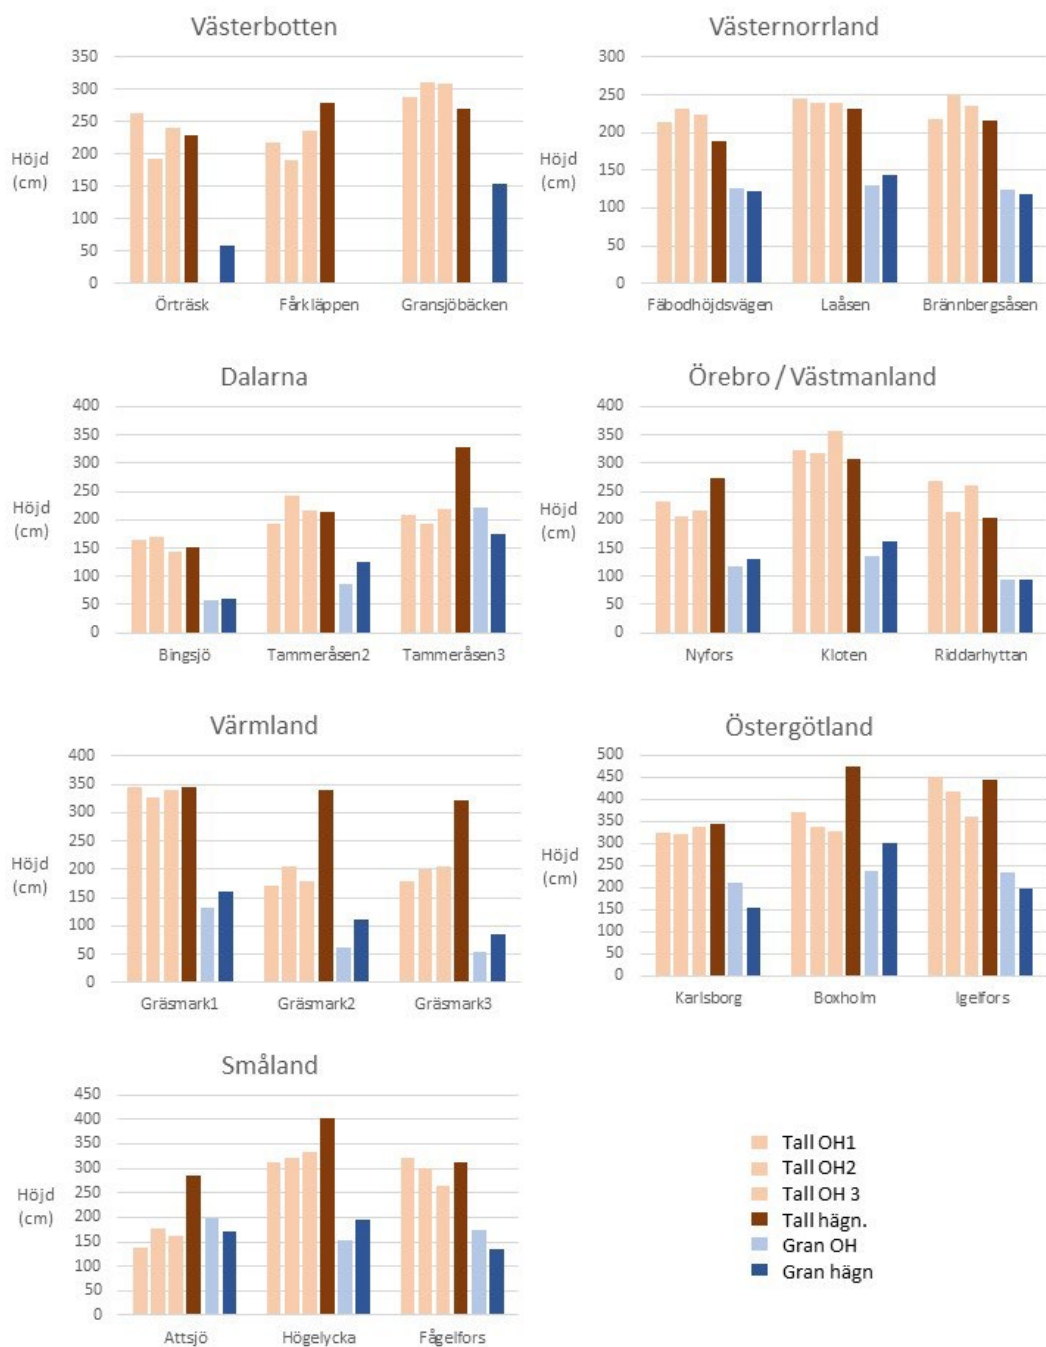 Västerbotten
350
300
250
200
150
100
50
0
Höjd
(cm)
Örträsk Fårkläppen Gransjöbäcken
Västernorrland
300
250
200
150
100
50
0
Höjd
(cm)
Fäbodhöjdsvägen Laåsen Brännbergsåsen
Dalarna
400
350
300
250
200
150
100
50
0
Höjd
(cm)
Bingsjö Tammeråsen2 Tammeråsen3
Örebro / Västmanland
400
350
300
250
200
150
100
50
0
Höjd
(cm)
Nyfors Kloten Riddarhyttan
Värmland
400
350
300
250
200
150
100
50
0
Höjd
(cm)
Gräsmark1 Gräsmark2 Gräsmark3
Östergötland
500
450
400
350
300
250
200
150
100
50
0
Höjd
(cm)
Karlsborg Boxholm Igelfors
Småland
450
400
350
300
250
200
150
100
50
0
Höjd
(cm)
Attsjö Högelycka Fågelfors
Tall OH1
Tall OH2
Tall OH 3
Tall hägn.
Gran OH
Gran hägn